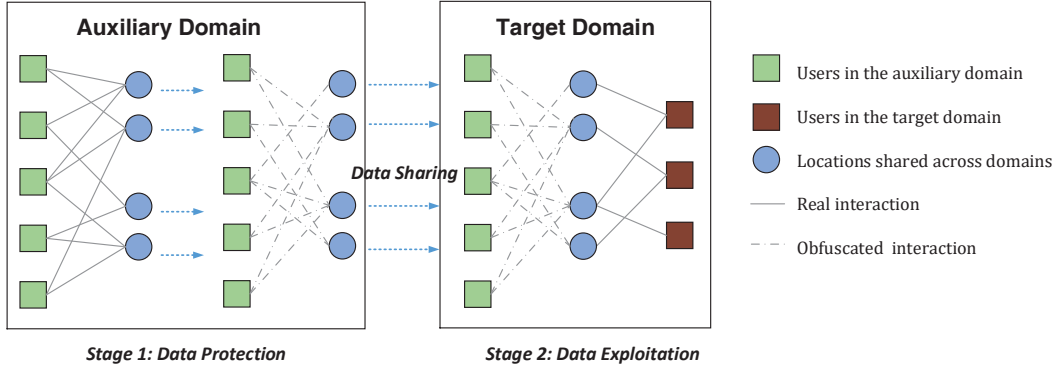 Auxiliary Domain
Target Domain
Data Sharing
Users in the auxiliary domain
Users in the target domain
Locations shared across domains
Real interaction
Obfuscated interaction
Stage 1: Data Protection
Stage 2: Data Exploitation